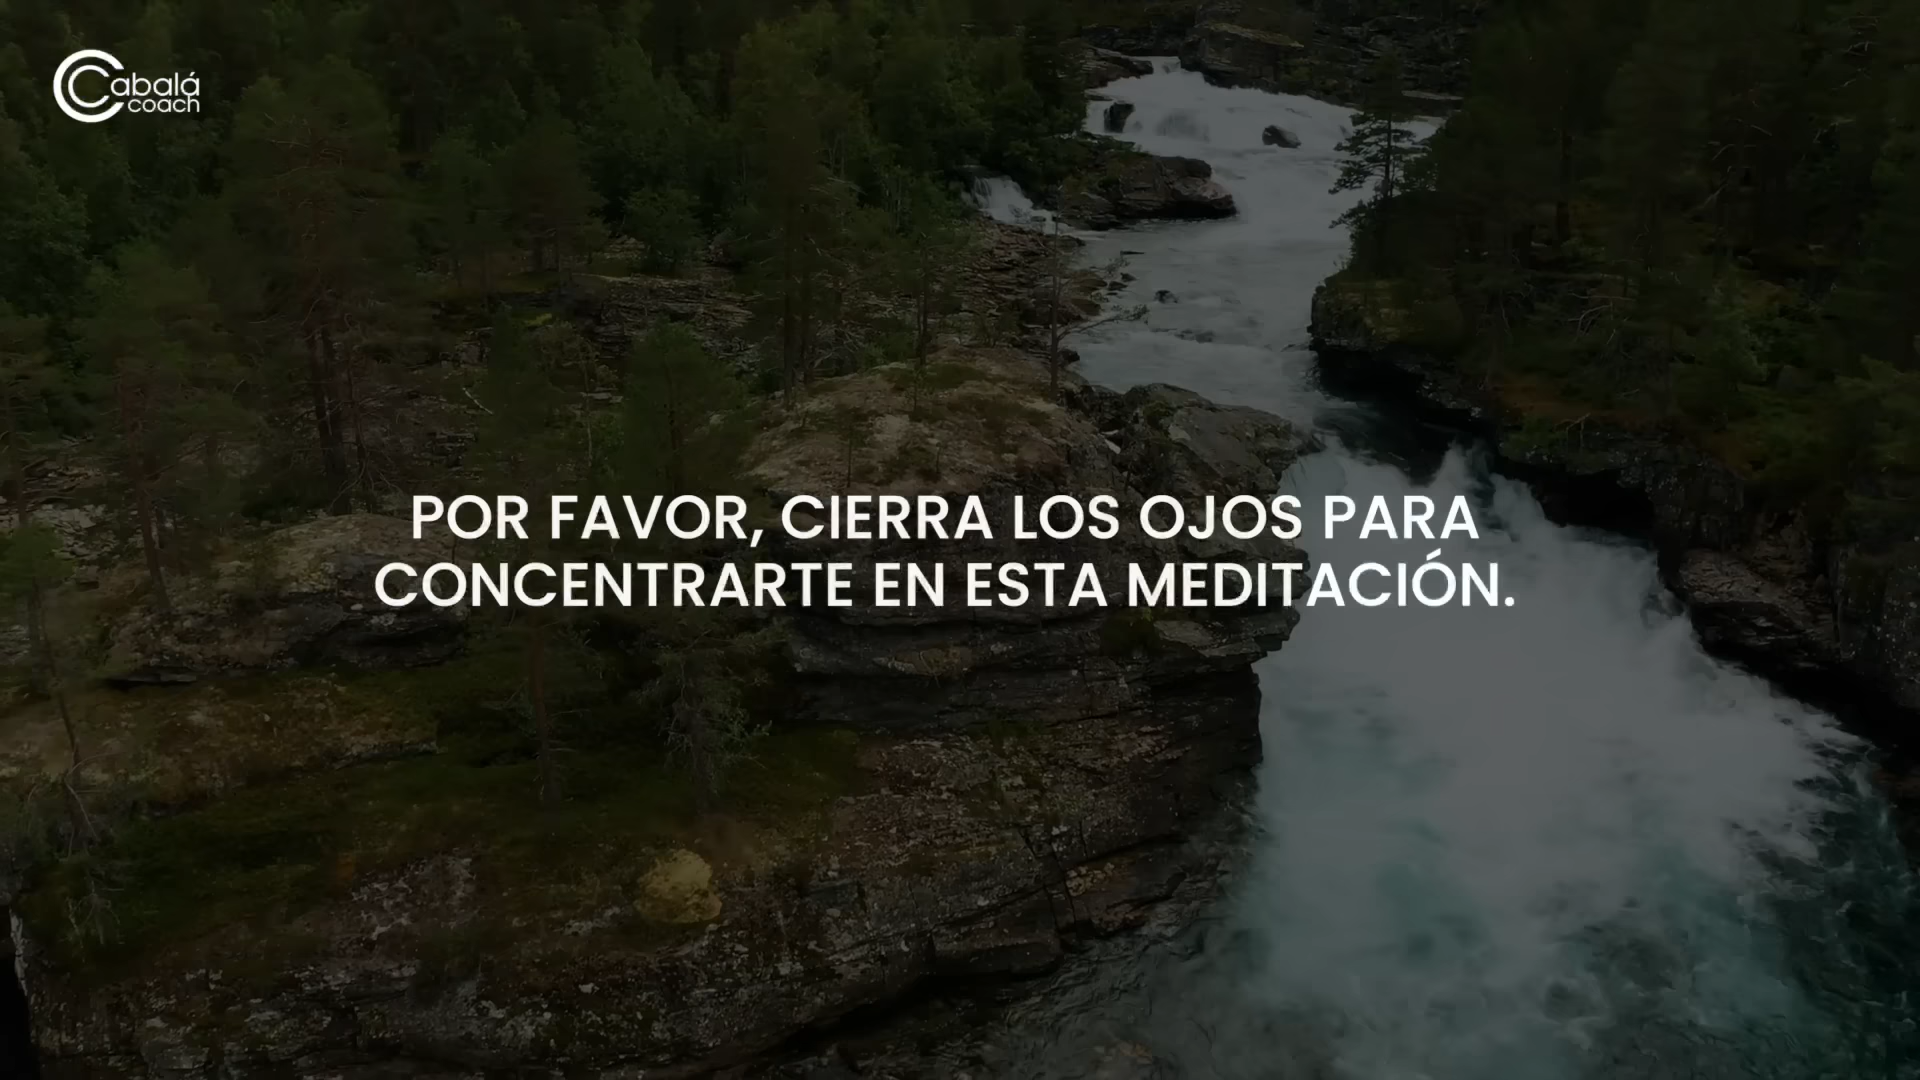 Cabalá
coach
POR FAVOR, CIERRA LOS OJOS PARA
CONCENTRARTE EN ESTA MEDITACIÓN.